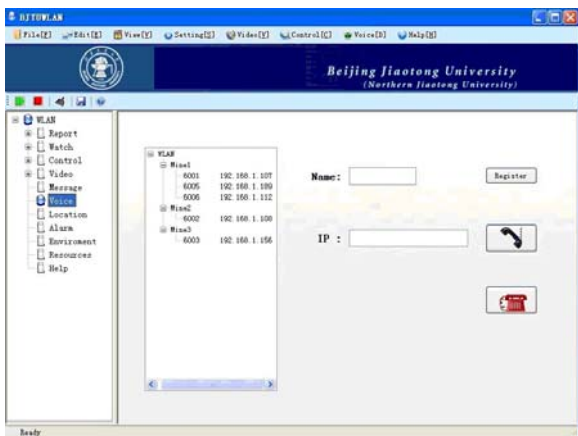 BJTUWLAN
File[F] Edit[E] View[V] Setting[S] Video[V] Control[C] Voice[D] Help[H]
Beijing Jiaotong University
(Northern Jiaotong University)
WLAN
Report
Watch
Control
Video
Message
Voice
Location
Alarm
Enviroment
Resources
Help
WLAN
Mine1
6001 192.168.1.107
6005 192.168.1.109
6006 192.168.1.112
Mine2
6002 192.168.1.108
Mine3
6003 192.168.1.156
Name: Register
IP :
Ready